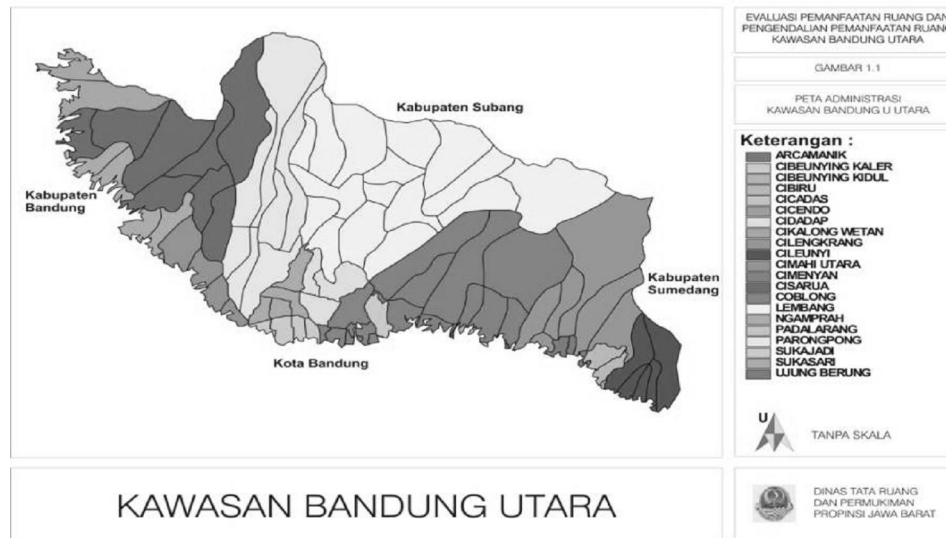 EVALUASI PEMANFAATAN RUANG DAN
PENGENDALIAN PEMANFAATAN RUANG
KAWASAN BANDUNG UTARA
GAMBAR 1.1
PETA ADMINISTRASI
KAWASAN BANDUNG U UTARA
Kabupaten Subang
Kabupaten
Bandung
Kabupaten
Sumedang
Kota Bandung
Keterangan :
ARCAMANIK
CIBEUNYING KALER
CIBEUNYING KIDUL
CIBIRU
CICADAS
CICENDO
CIDADAP
CIKALONG WETAN
CILENGKRANG
CILEUNYI
CIMAHI UTARA
CIMENYAN
CISARUA
COBLONG
LEMBANG
NGAMPRAH
PADALARANG
PARONGPONG
SUKAJADI
SUKASARI
UJUNG BERUNG
U
TANPA SKALA
KAWASAN BANDUNG UTARA
DINAS TATA RUANG
DAN PERMUKIMAN
PROPINSI JAWA BARAT